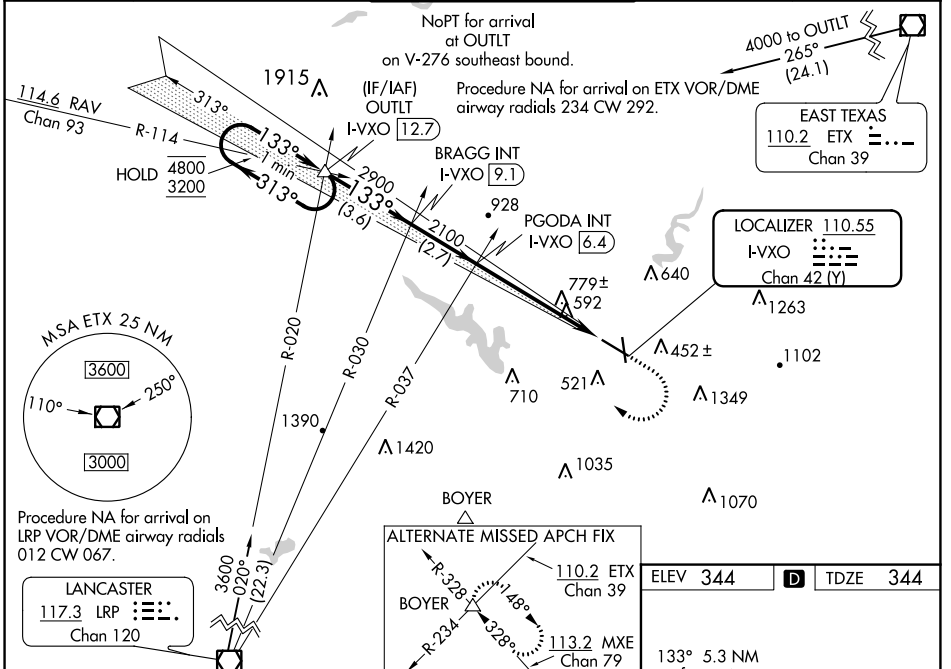 NoPT for arrival
at OUTLT
on V-276 southeast bound.
4000 to OUTLT
265°
(24.1)
1915
(IF/IAF)
OUTLT
I-VXO 12.7
Procedure NA for arrival on ETX VOR/DME
airway radials 234 CW 292.
EAST TEXAS
110.2 ETX
Chan 39
114.6 RAV
Chan 93
R-114
313°
133°
1 min
313°
HOLD 4800
3200
BRAGG INT
I-VXO 9.1
2900
133°
(3.6)
928
PGODA INT
I-VXO 6.4
2100
(2.7)
LOCALIZER 110.55
I-VXO
Chan 42 (Y)
779±
592
640
1263
452±
1102
521
710
1349
MSA ETX 25 NM
3600
110°
250°
3000
R-020
R-030
R-037
1390
1420
1035
1070
Procedure NA for arrival on
LRP VOR/DME airway radials
012 CW 067.
3600
020°
(22.3)
LANCASTER
117.3 LRP
Chan 120
BOYER
ALTERNATE MISSED APCH FIX
R-328
110.2 ETX
Chan 39
BOYER
148°
328°
R-234
113.2 MXE
Chan 79
ELEV 344
D
TDZE 344
133° 5.3 NM